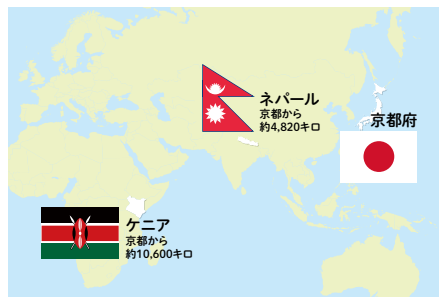 ネパール
京都から
約4,820キロ
京都府
ケニア
京都から
約10,600キロ